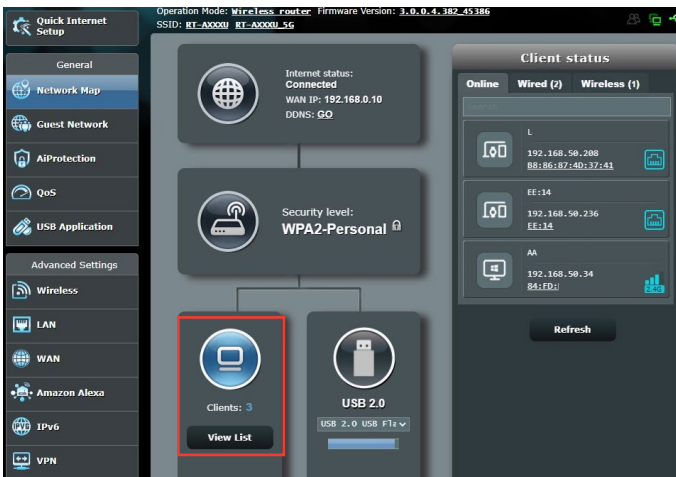 Quick Internet
Setup
General
Network Map
Guest Network
AiProtection
QoS
USB Application
Advanced Settings
Wireless
LAN
WAN
Amazon Alexa
IPv6
VPN
Operation Mode: Wireless router Firmware Version: 3.0.0.4.382_45386
SSID: RT-AXXXU RT-AXXXU_5G
Internet status:
Connected
WAN IP: 192.168.0.10
DDNS: GO
Security level:
WPA2-Personal
Clients: 3
View List
USB 2.0
USB 2.0 USB Fla
Client status
Online Wired (2) Wireless (1)
L
192.168.50.208
B8:86:87:4D:37:41
EE:14
192.168.50.236
EE:14
AA
192.168.50.34
84:FD:
2.4G
Refresh